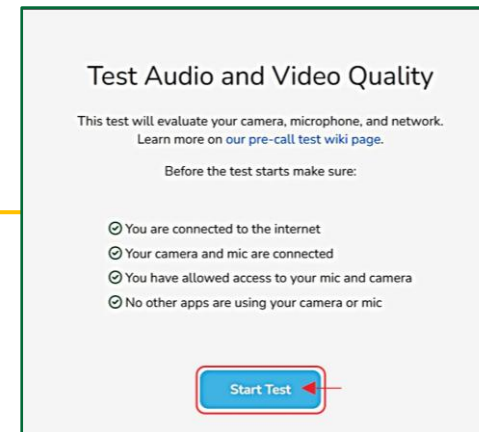 Test Audio and Video Quality
This test will evaluate your camera, microphone, and network.
Learn more on our pre-call test wiki page.
Before the test starts make sure:
You are connected to the internet
Your camera and mic are connected
You have allowed access to your mic and camera
No other apps are using your camera or mic
Start Test